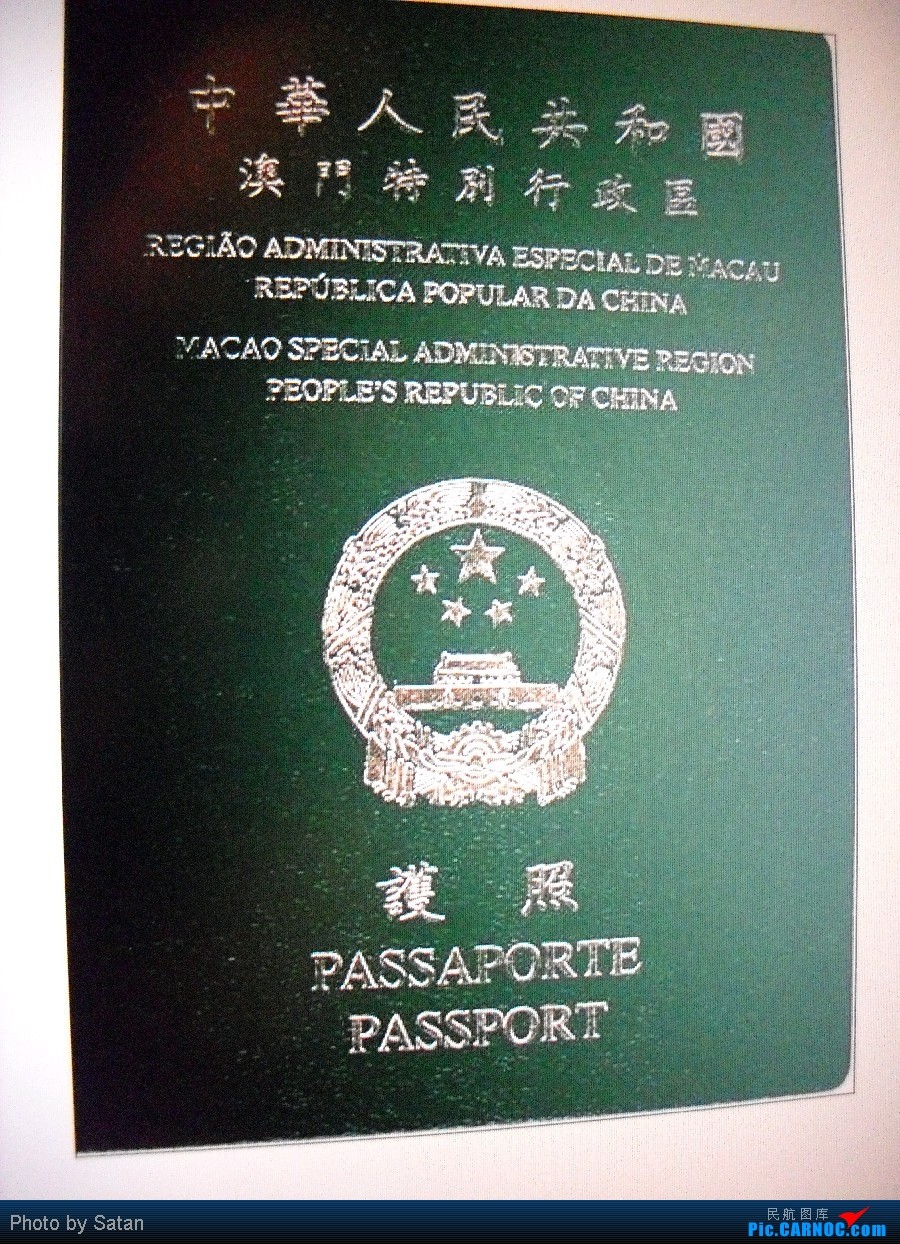 中華人民共和國
澳門特別行政區
REGIÃO ADMINISTRATIVA ESPECIAL DE MACAU
REPÚBLICA POPULAR DA CHINA
MACAO SPECIAL ADMINISTRATIVE REGION
PEOPLE'S REPUBLIC OF CHINA
護照
PASSAPORTE
PASSPORT
Photo by Satan
民航图库
Pic.CARNOC.com